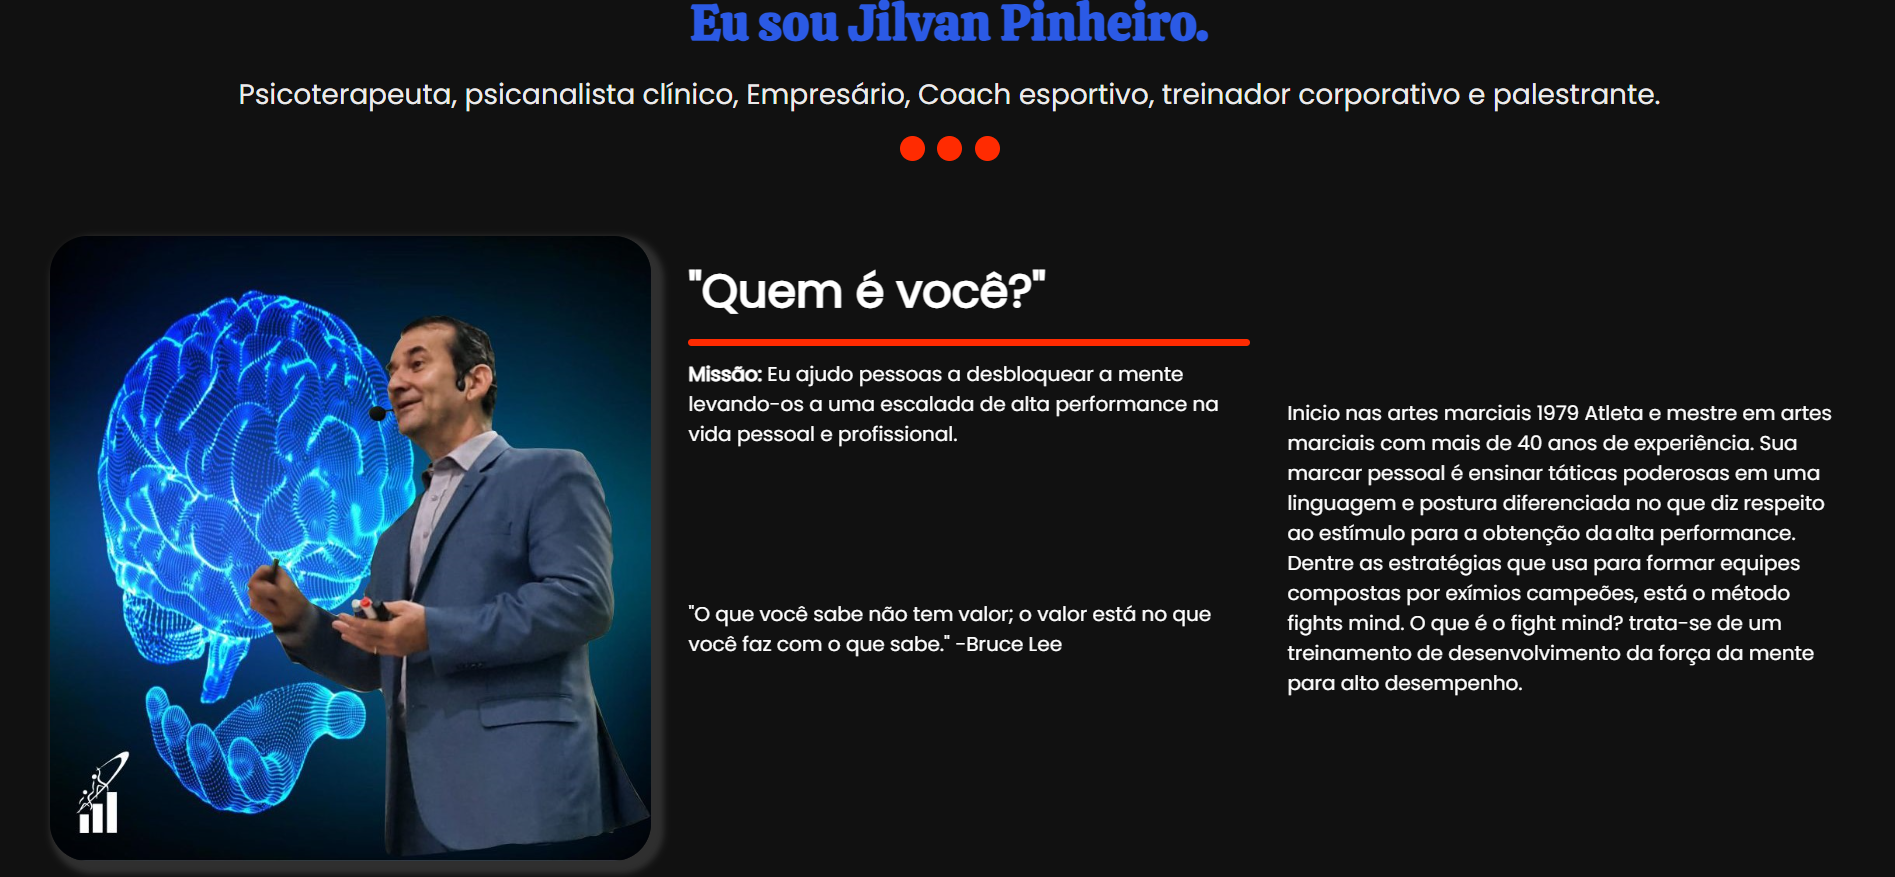 Eu sou Jilvan Pinheiro.
Psicoterapeuta, psicanalista clínico, Empresário, Coach esportivo, treinador corporativo e palestrante.
"Quem é você?"
Missão: Eu ajudo pessoas a desbloquear a mente
levando-os a uma escalada de alta performance na
vida pessoal e profissional.
"O que você sabe não tem valor; o valor está no que
você faz com o que sabe." -Bruce Lee
Inicio nas artes marciais 1979 Atleta e mestre em artes
marciais com mais de 40 anos de experiência. Sua
marcar pessoal é ensinar táticas poderosas em uma
linguagem e postura diferenciada no que diz respeito
ao estímulo para a obtenção da alta performance.
Dentre as estratégias que usa para formar equipes
compostas por exímios campeões, está o método
fights mind. O que é o fight mind? trata-se de um
treinamento de desenvolvimento da força da mente
para alto desempenho.